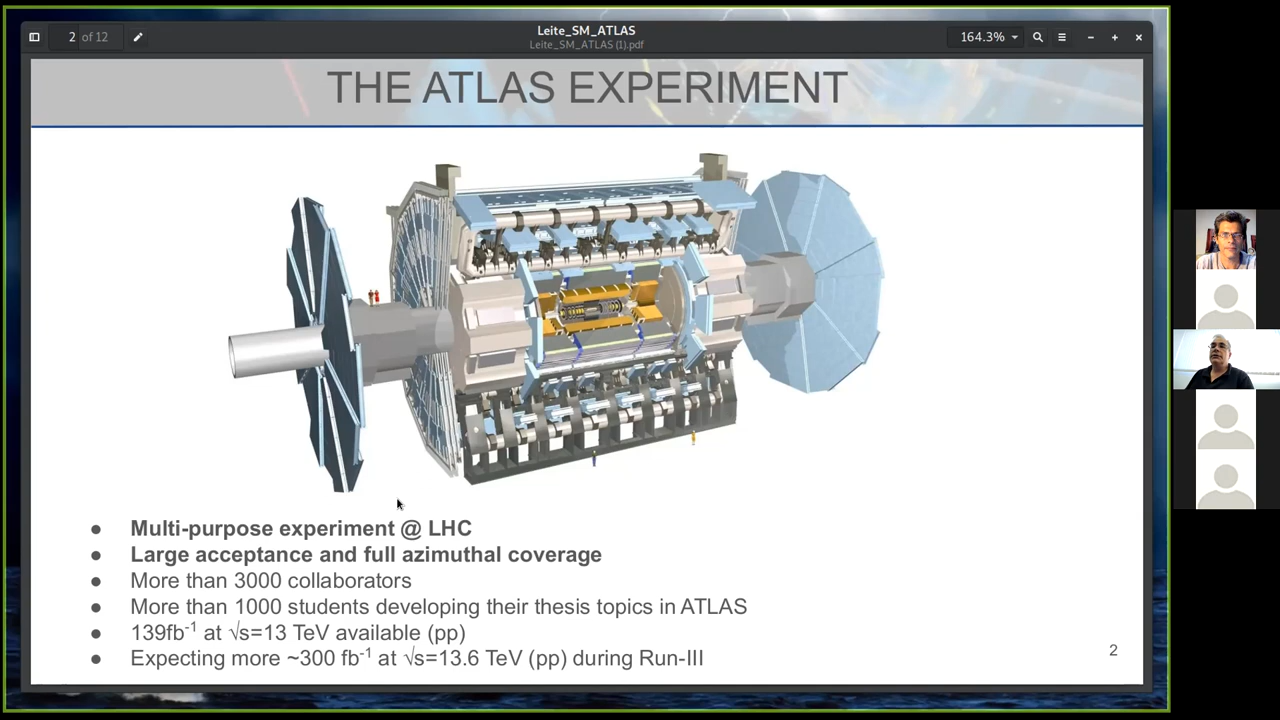 2 of 12
Leite_SM_ATLAS
Leite_SM_ATLAS (1).pdf
164.3%
THE ATLAS EXPERIMENT
● Multi-purpose experiment @ LHC
● Large acceptance and full azimuthal coverage
● More than 3000 collaborators
● More than 1000 students developing their thesis topics in ATLAS
● 139fb⁻¹ at √s=13 TeV available (pp)
● Expecting more ~300 fb⁻¹ at √s=13.6 TeV (pp) during Run-III
2